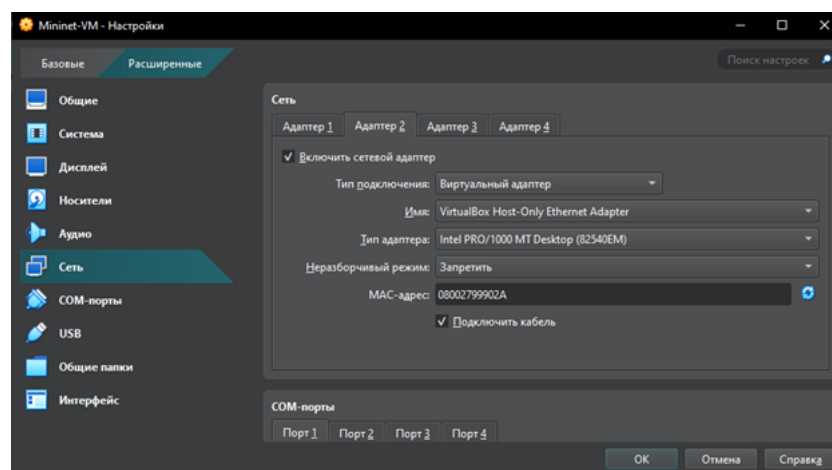 Mininet-VM - Настройки
Базовые Расширенные
Поиск настроек
Общие
Система
Дисплей
Носители
Аудио
Сеть
COM-порты
USB
Общие папки
Интерфейс
Сеть
Адаптер 1 Адаптер 2 Адаптер 3 Адаптер 4
Включить сетевой адаптер
Тип подключения: Виртуальный адаптер
Имя: VirtualBox Host-Only Ethernet Adapter
Тип адаптера: Intel PRO/1000 MT Desktop (82540EM)
Неразборчивый режим: Запретить
MAC-адрес: 08002799902A
Подключить кабель
COM-порты
Порт 1 Порт 2 Порт 3 Порт 4
OK Отмена Справка